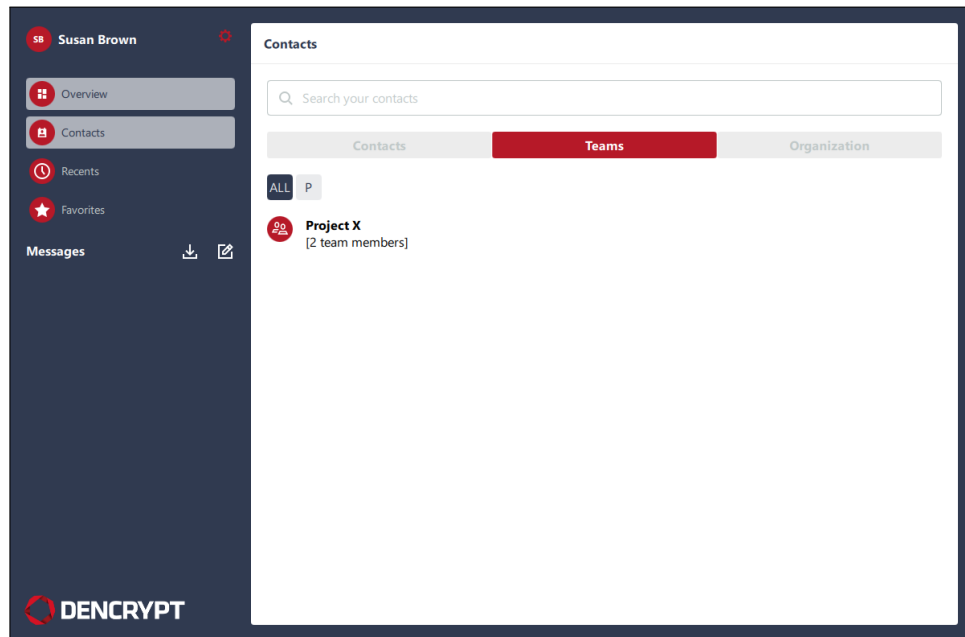 SB Susan Brown
Overview
Contacts
Recents
Favorites
Messages
DENCRYPT
Contacts
Search your contacts
Contacts Teams Organization
ALL P
Project X
[2 team members]